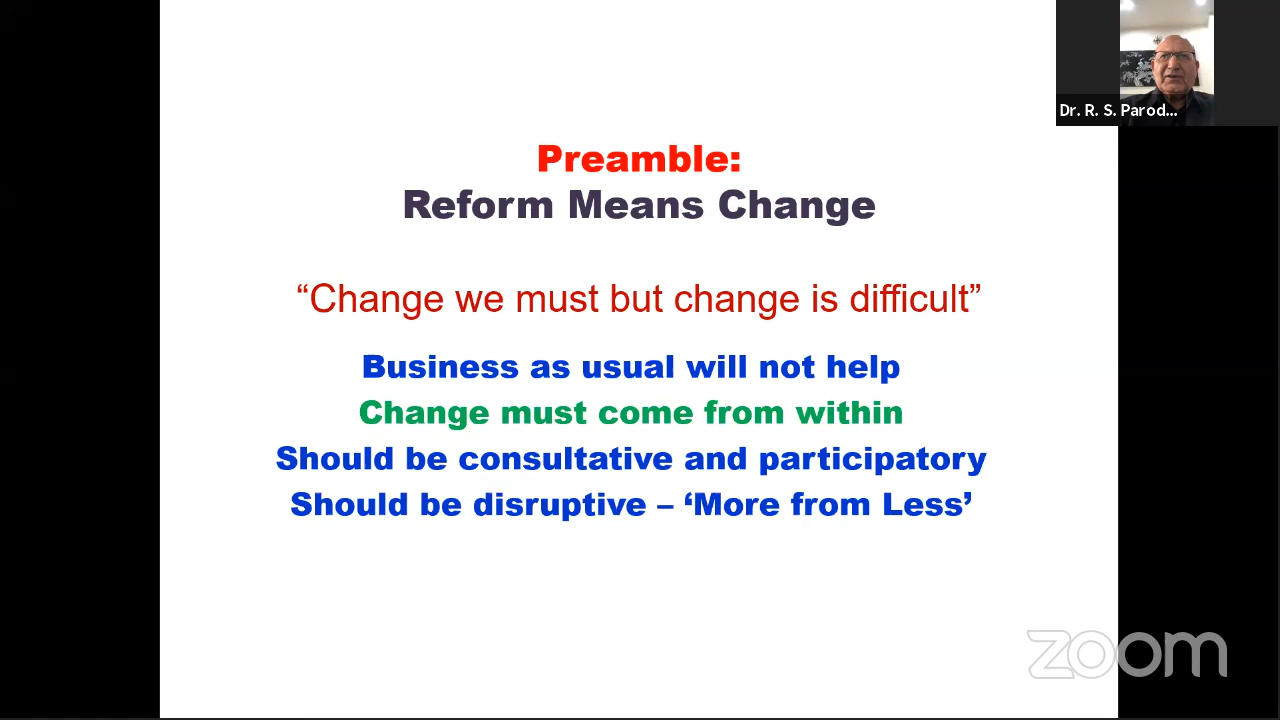 Dr. R. S. Parod...
Preamble:
Reform Means Change
“Change we must but change is difficult”
Business as usual will not help
Change must come from within
Should be consultative and participatory
Should be disruptive – ‘More from Less’
zoom